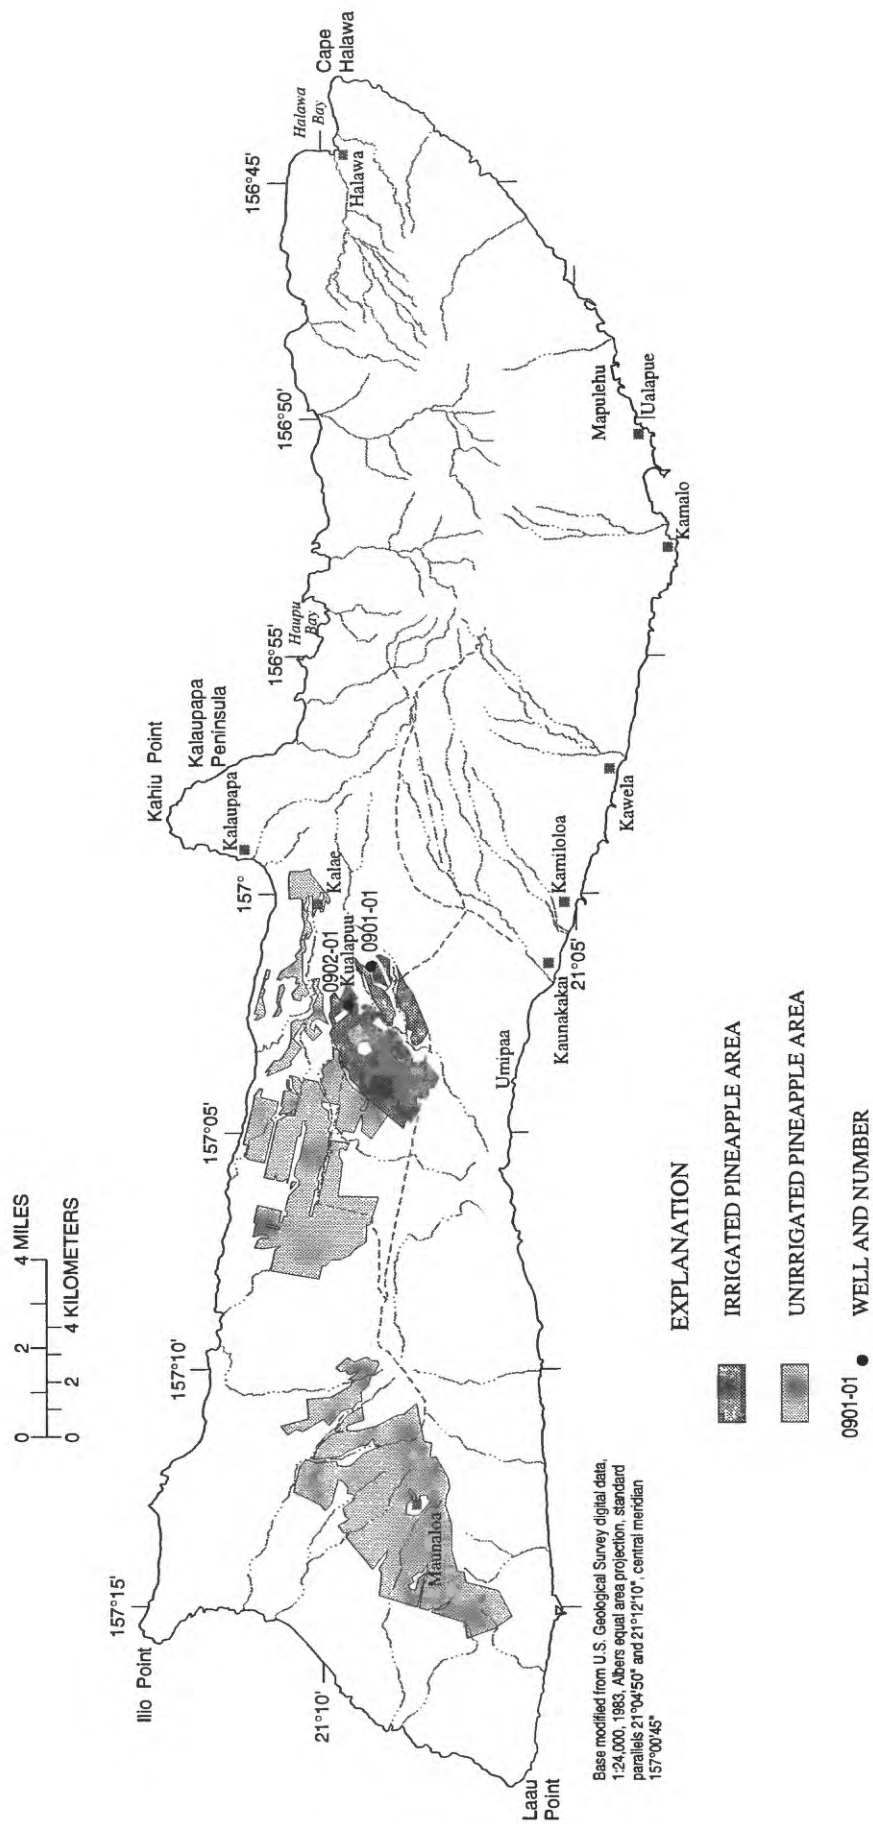 Cape
Halawa
Halawa
Bay
156°45'
Halawa
156°50'
Mapulehu
Ualapue
Kamalo
Haupu
Bay
156°55'
Kahiu Point
Kalaupapa
Peninsula
Kalaupapa
157°
Kalae
0902-01
Kualapuu
0901-01
Kawela
Kamiloloa
21°05'
Kaunakakai
Umipaa
157°05'
157°10'
Maunaloa
157°15'
Ilio Point
21°10'
Laau
Point
0 2 4 MILES
0 2 4 KILOMETERS
Base modified from U.S. Geological Survey digital data,
1:24,000, 1983, Albers equal area projection, standard
parallels 21°04'50" and 21°12'10", central meridian
157°00'45"
EXPLANATION
IRRIGATED PINEAPPLE AREA
UNIRRIGATED PINEAPPLE AREA
0901-01 WELL AND NUMBER